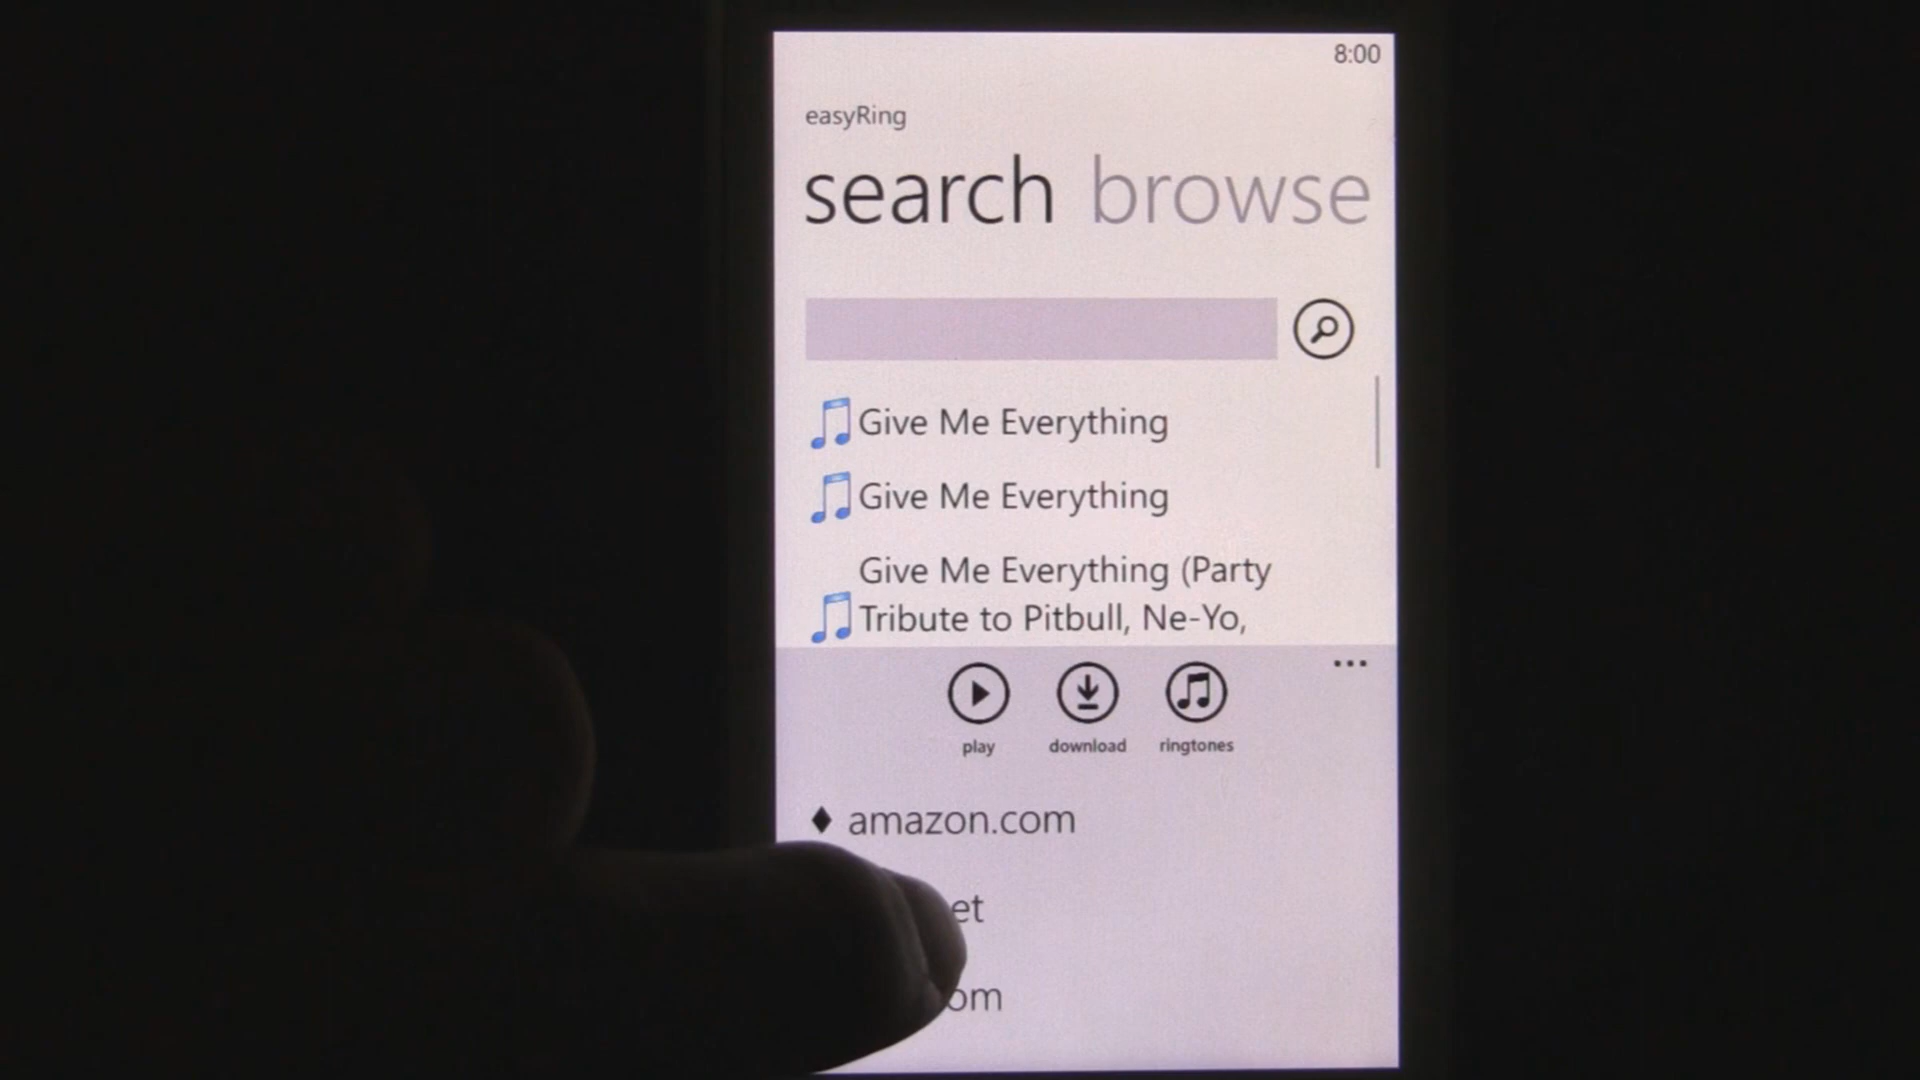 8:00
easyRing
search browse
Give Me Everything
Give Me Everything
Give Me Everything (Party
Tribute to Pitbull, Ne-Yo,
play download ringtones
amazon.com